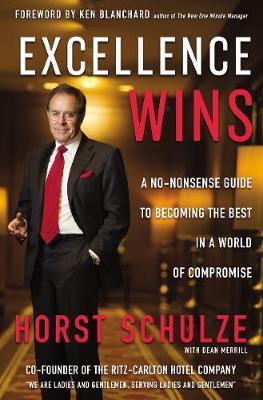 FOREWORD BY KEN BLANCHARD author of The New One Minute Manager
EXCELLENCE
WINS
A NO-NONSENSE GUIDE
TO BECOMING THE BEST
IN A WORLD
OF COMPROMISE
HORST SCHULZE
WITH DEAN MERRILL
CO-FOUNDER OF THE RITZ-CARLTON HOTEL COMPANY
"WE ARE LADIES AND GENTLEMEN, SERVING LADIES AND GENTLEMEN"